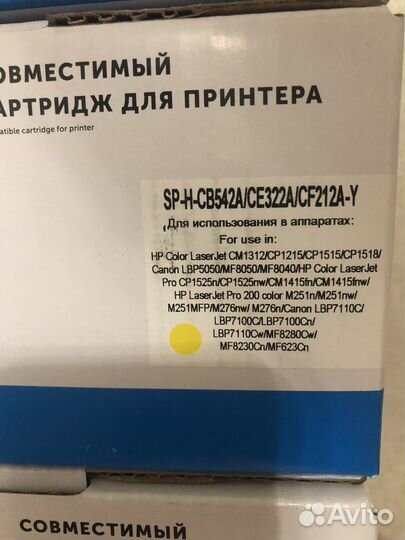 СОВМЕСТИМЫЙ
КАРТРИДЖ ДЛЯ ПРИНТЕРА
atible cartridge for printer
SP-H-CB542A/CE322A/CF212A-Y
Для использования в аппаратах:
For use in:
HP Color LaserJet CM1312/CP1215/CP1515/CP1518/
Canon LBP5050/MF8050/MF8040/HP Color LaserJet
Pro CP1525n/CP1525nw/CM1415fn/CM1415fnw/
HP LaserJet Pro 200 color M251n/M251nw/
M251MFP/M276nw/ M276n/Canon LBP7110C/
LBP7100C/LBP7100Cn/
LBP7110Cw/MF8280Cw/
MF8230Cn/MF623Cn
СОВМЕСТИМЫЙ
Avito